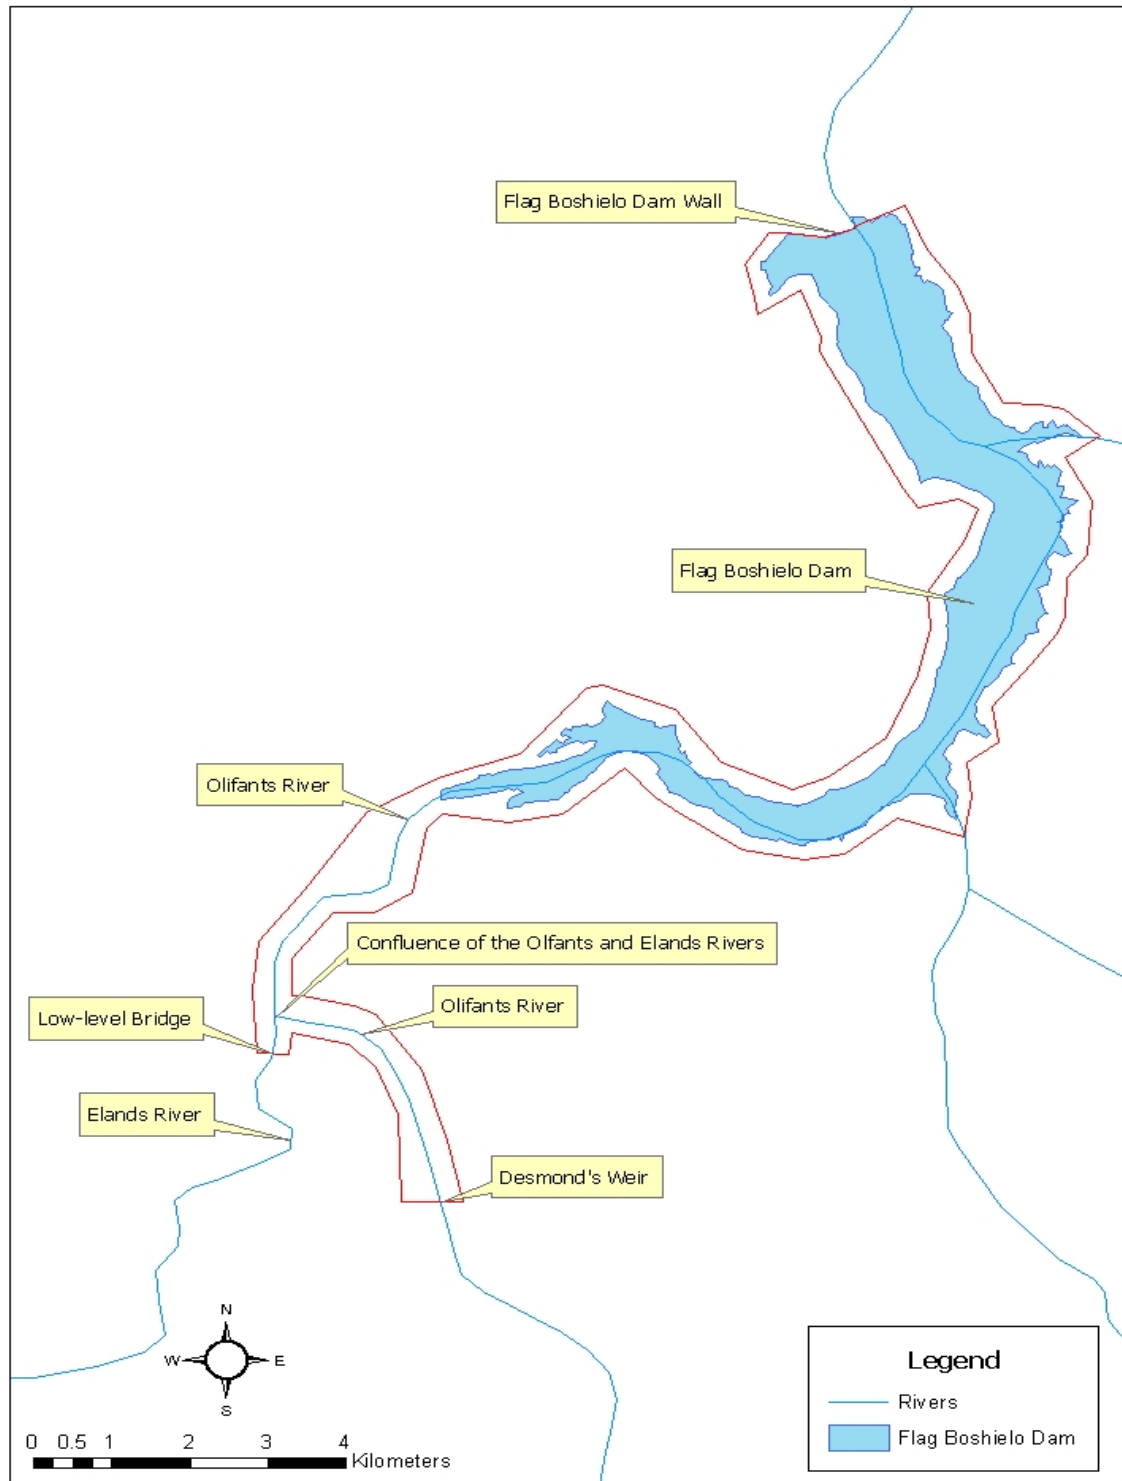 Flag Boshielo Dam Wall
Flag Boshielo Dam
Olifants River
Confluence of the Olfants and Elands Rivers
Olifants River
Low-level Bridge
Elands River
Desmond's Weir
N
W E
S
0 0.5 1 2 3 4
Kilometers
Legend
Rivers
Flag Boshielo Dam